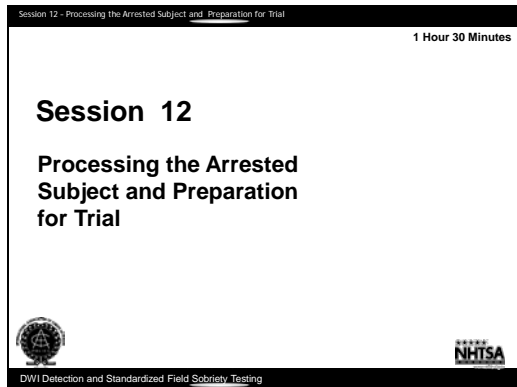 Session 12 - Processing the Arrested Subject and Preparation for Trial
1 Hour 30 Minutes
Session 12
Processing the Arrested
Subject and Preparation
for Trial
NHTSA
DWI Detection and Standardized Field Sobriety Testing